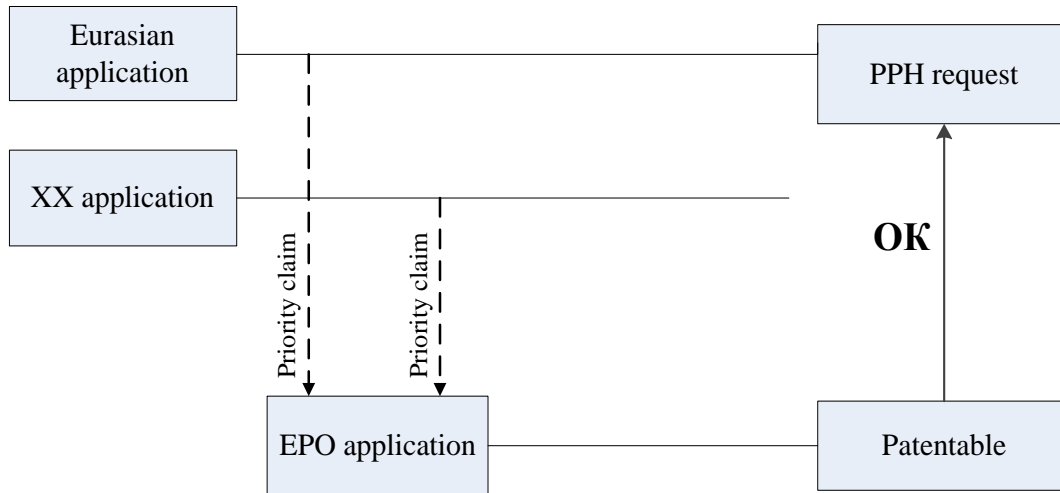 Eurasian
application
PPH request
XX application
OK
Priority claim
Priority claim
EPO application
Patentable